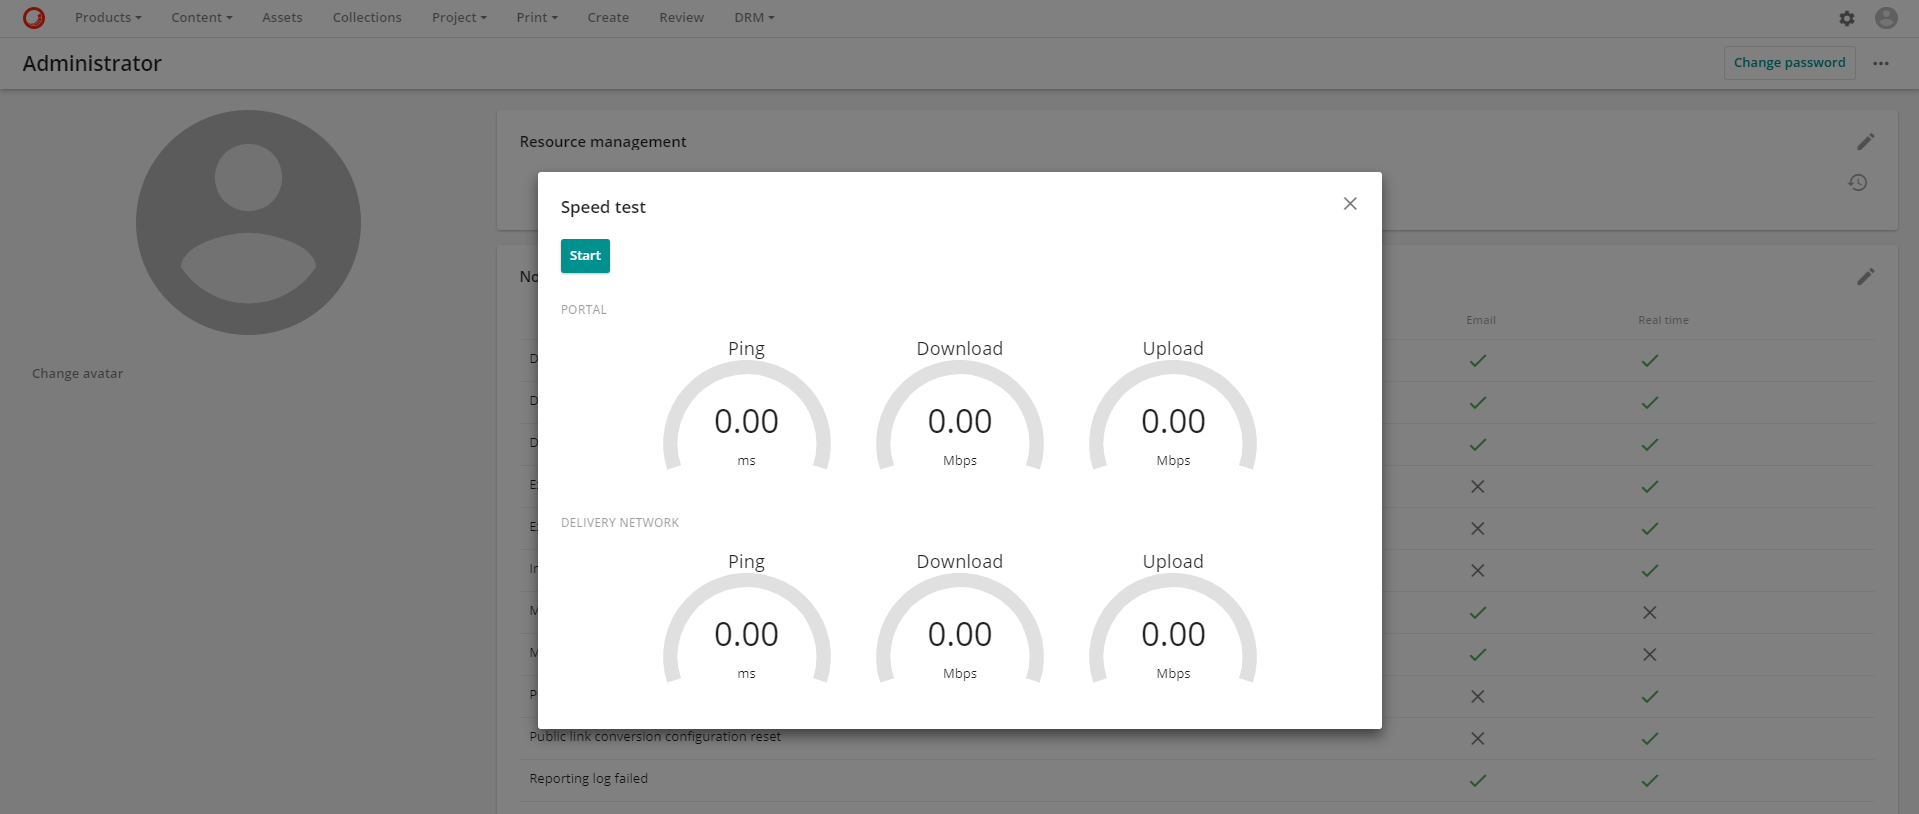 Products Content Assets Collections Project Print Create Review DRM
Administrator
Change password
Resource management
Change avatar
Speed test
Start
PORTAL
Ping Download Upload
0.00 0.00 0.00
ms Mbps Mbps
DELIVERY NETWORK
Ping Download Upload
0.00 0.00 0.00
ms Mbps Mbps
Email Real time
Public link conversion configuration reset
Reporting log failed